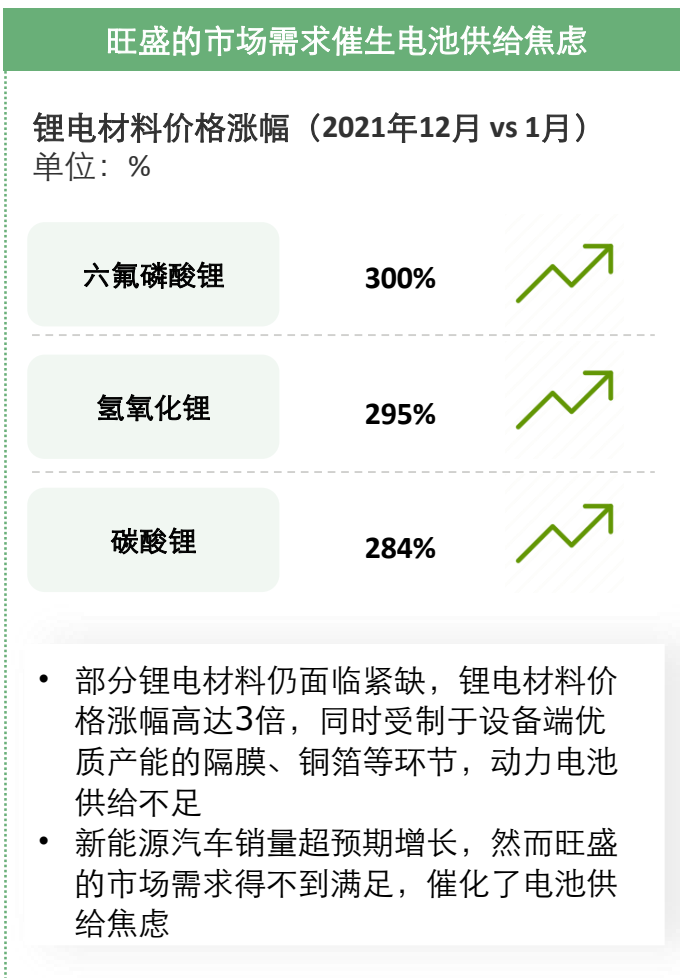 旺盛的市场需求催生电池供给焦虑
锂电材料价格涨幅（2021年12月 vs 1月）
单位：%
六氟磷酸锂
300%
氢氧化锂
295%
碳酸锂
284%
• 部分锂电材料仍面临紧缺，锂电材料价
格涨幅高达3倍，同时受制于设备端优
质产能的隔膜、铜箔等环节，动力电池
供给不足
• 新能源汽车销量超预期增长，然而旺盛
的市场需求得不到满足，催化了电池供
给焦虑